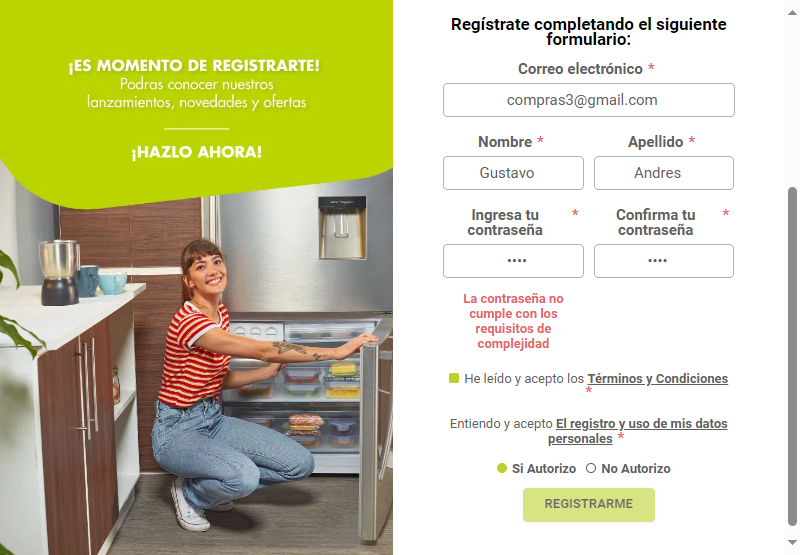 ¡ES MOMENTO DE REGISTRARTE!
Podras conocer nuestros
lanzamientos, novedades y ofertas
¡HAZLO AHORA!
Regístrate completando el siguiente
formulario:
Correo electrónico *
compras3@gmail.com
Nombre *
Apellido *
Gustavo
Andres
Ingresa tu *
contraseña
Confirma tu *
contraseña
••••
••••
La contraseña no
cumple con los
requisitos de
complejidad
He leído y acepto los Términos y Condiciones
*
Entiendo y acepto El registro y uso de mis datos
personales *
Si Autorizo No Autorizo
REGISTRARME